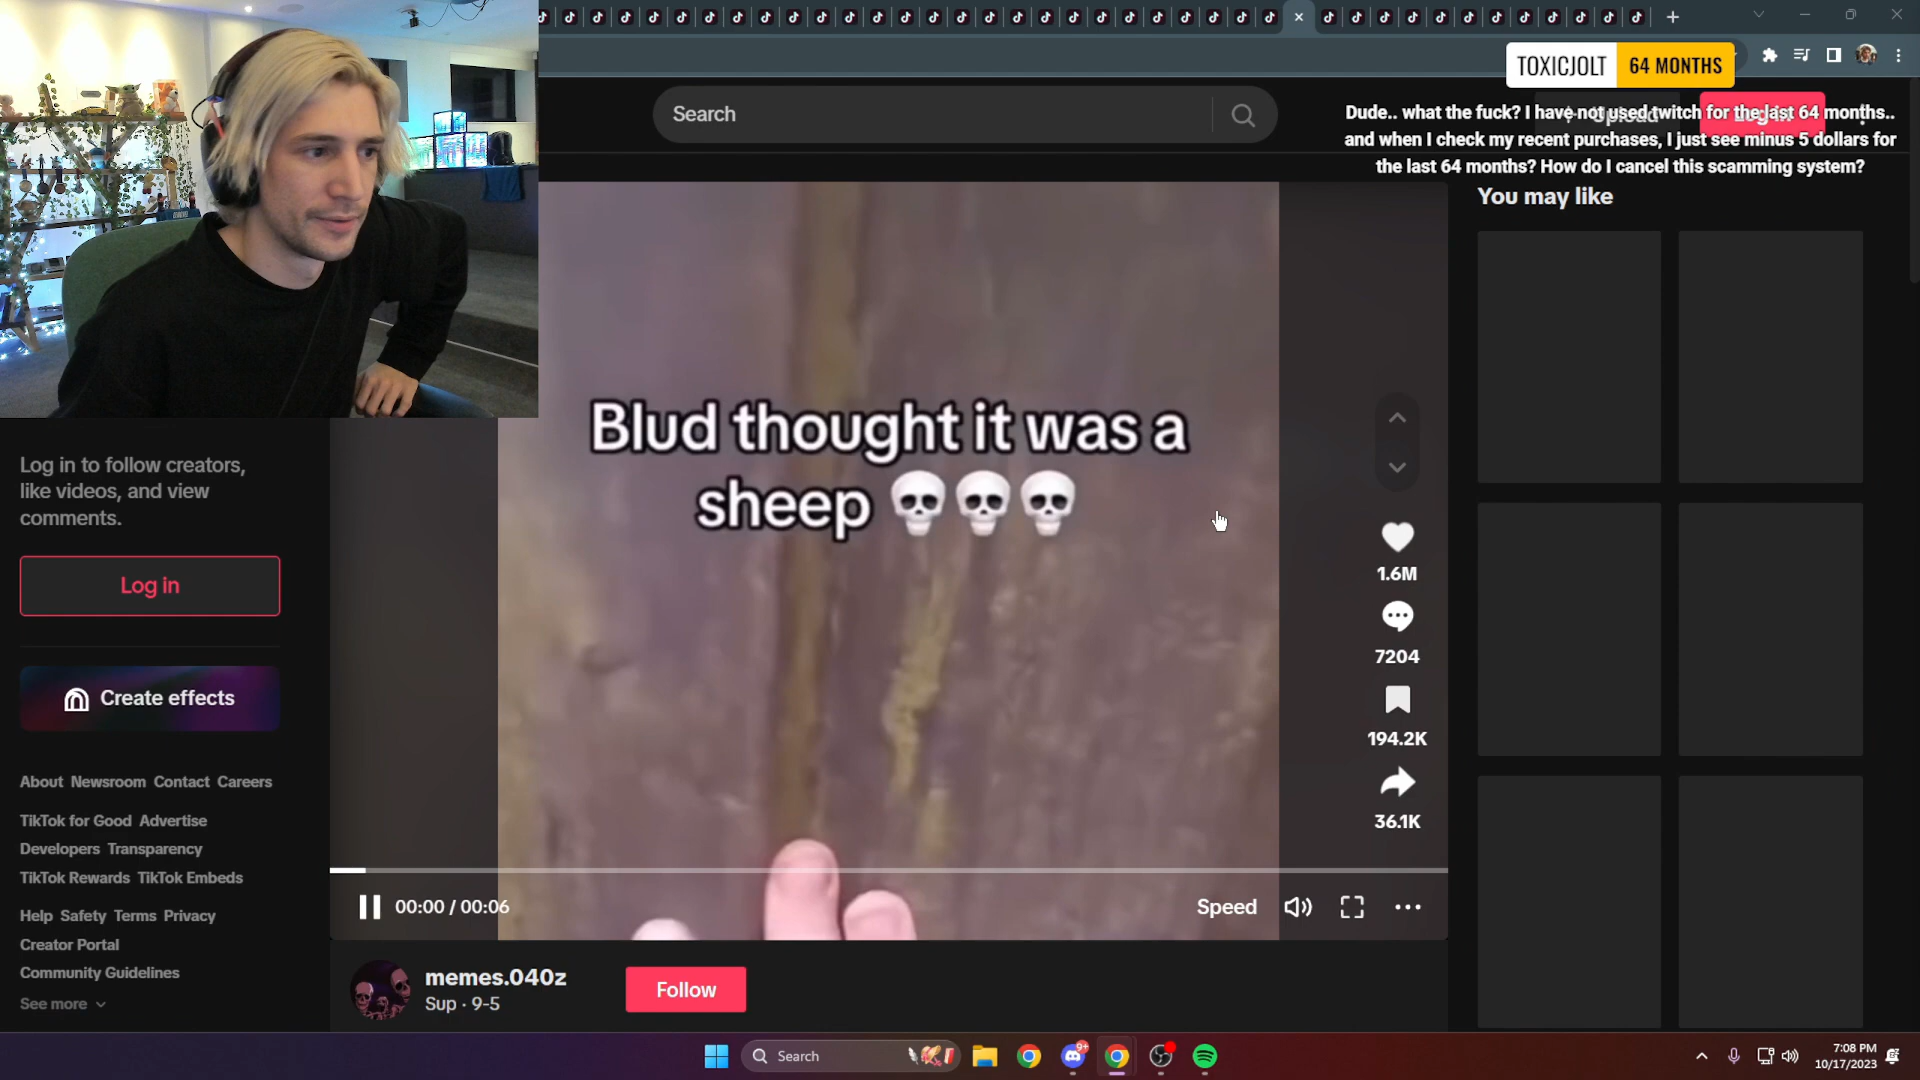 TOXICJOLT 64 MONTHS
Search
Dude.. what the fuck? I have not used twitch for the last 64 months..
and when I check my recent purchases, I just see minus 5 dollars for
the last 64 months? How do I cancel this scamming system?
You may like
Blud thought it was a
sheep 💀💀💀
Log in to follow creators,
like videos, and view
comments.
Log in
Create effects
About Newsroom Contact Careers
TikTok for Good Advertise
Developers Transparency
TikTok Rewards TikTok Embeds
Help Safety Terms Privacy
Creator Portal
Community Guidelines
See more
1.6M
7204
194.2K
36.1K
00:00 / 00:06
Speed
memes.040z
Sup · 9-5
Follow
Search
9+
7:08 PM
10/17/2023